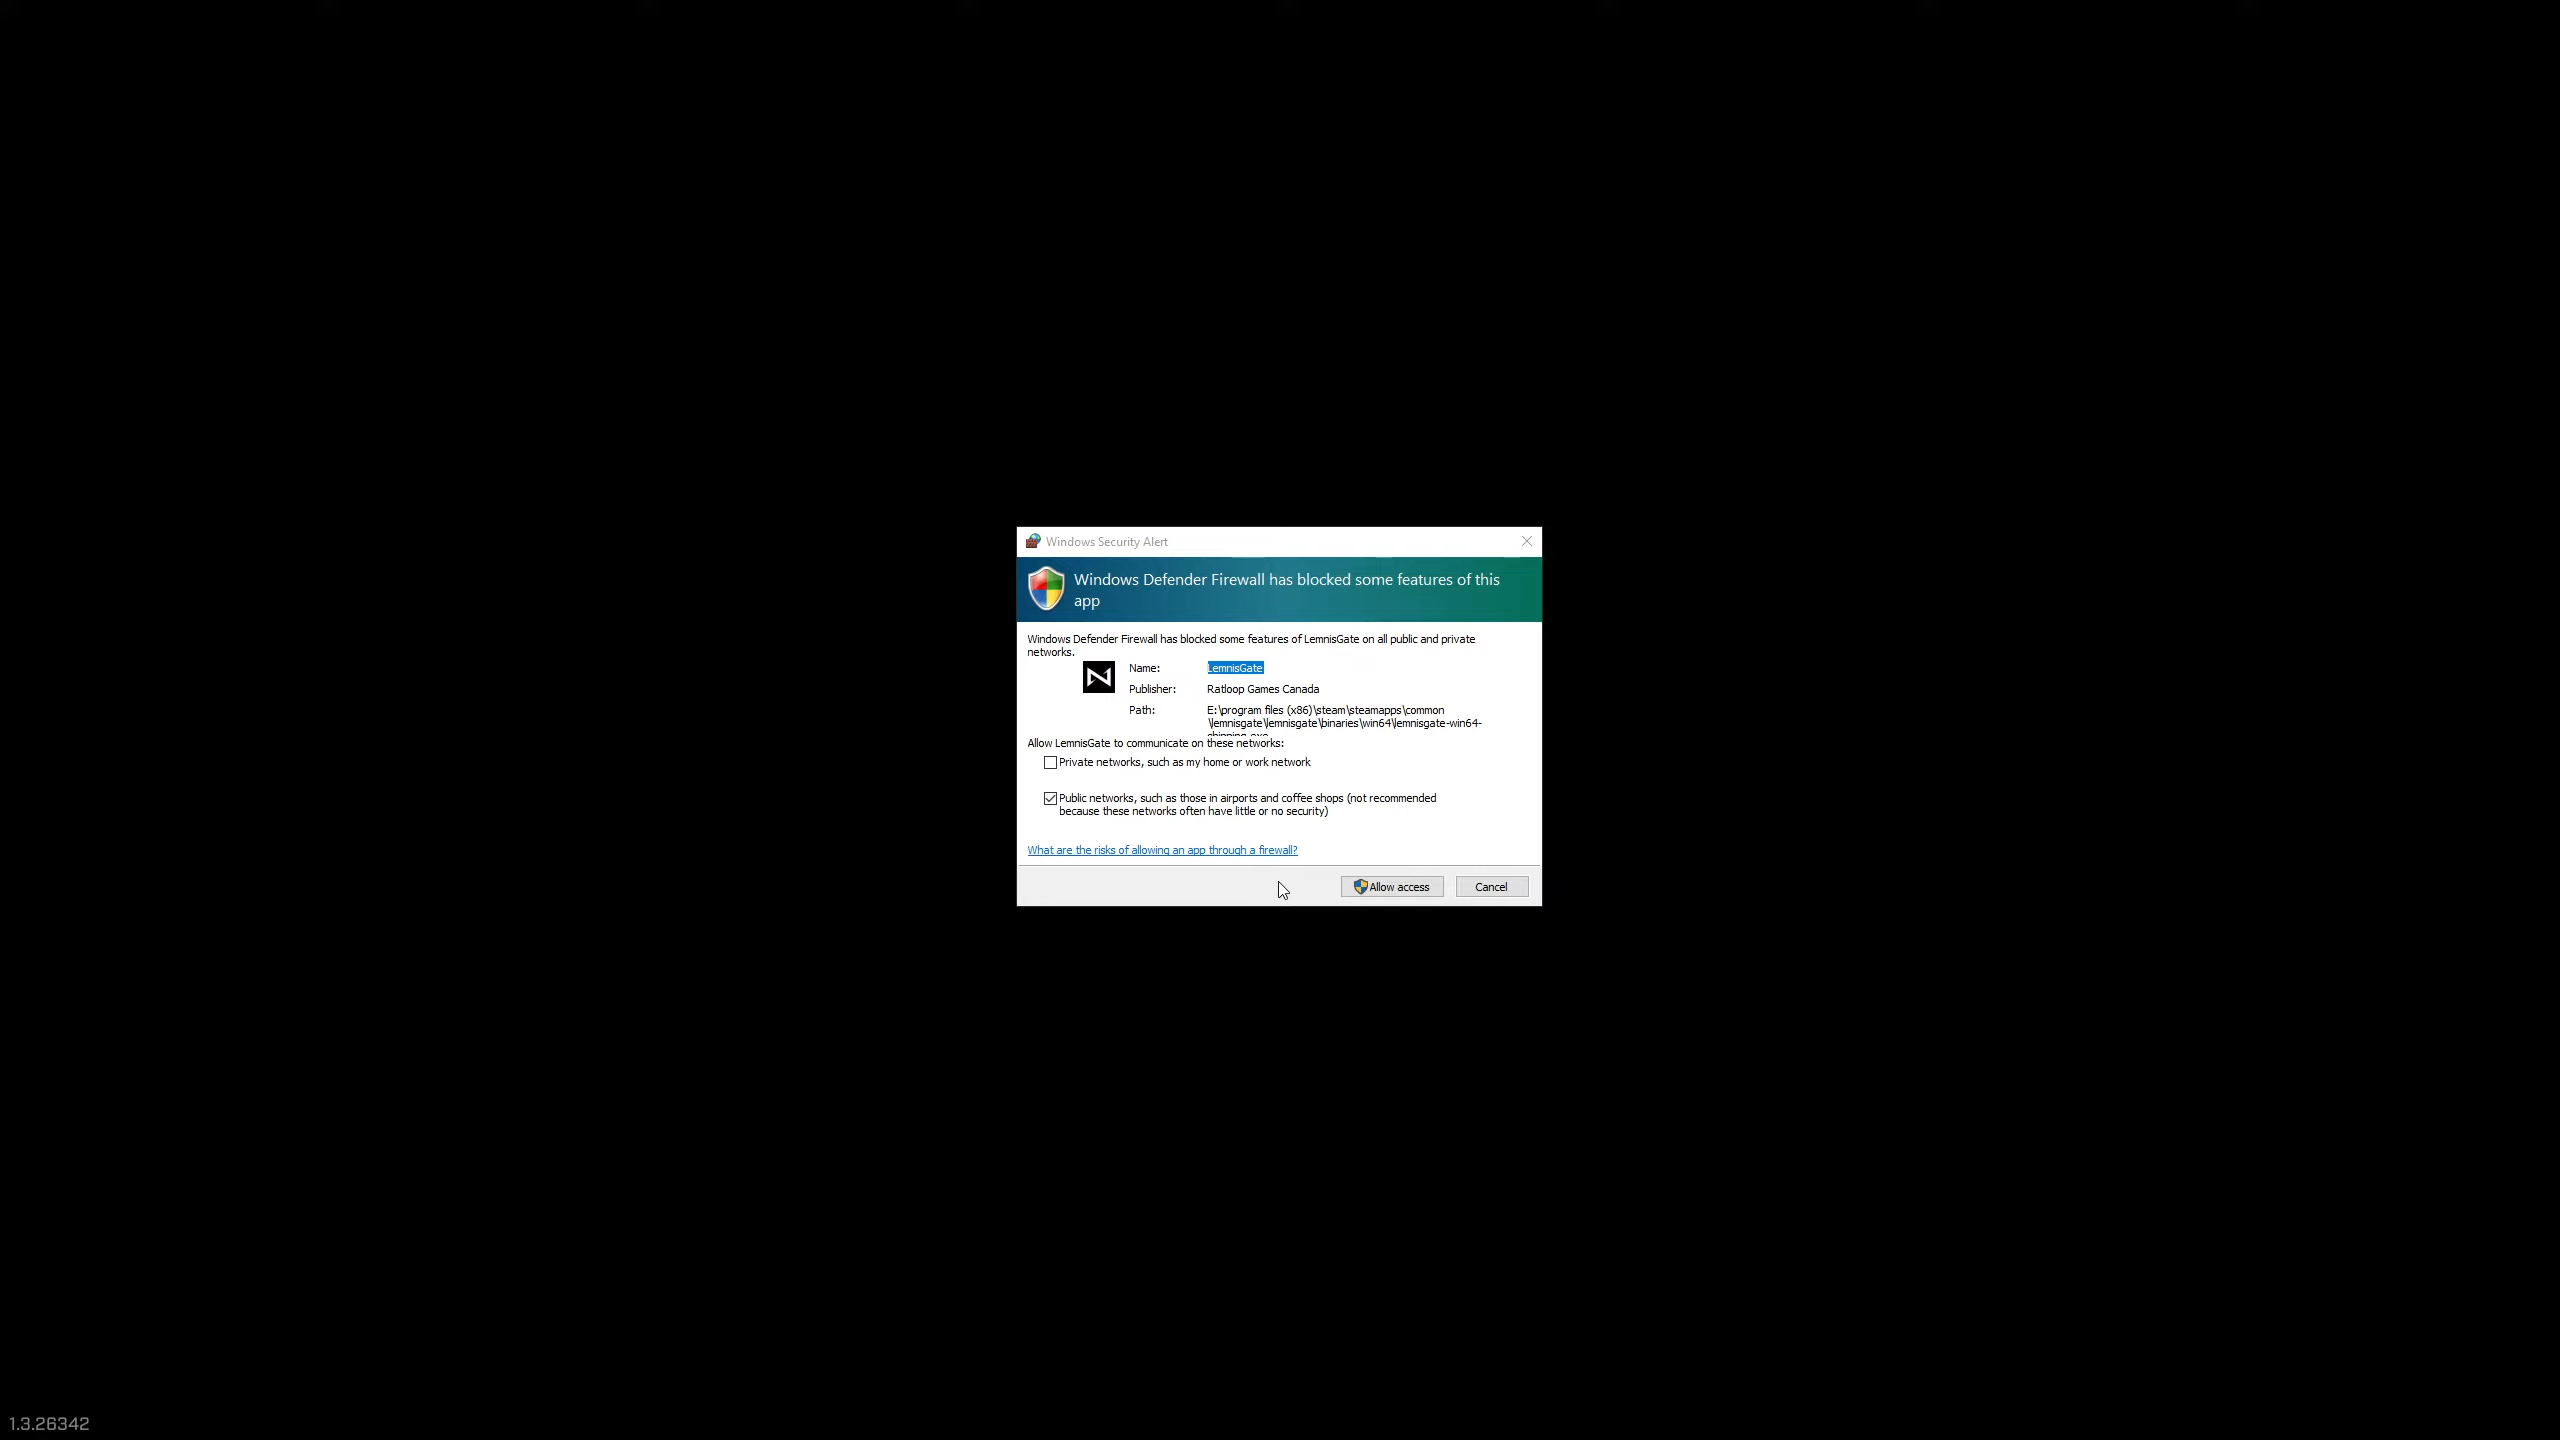 Windows Security Alert
Windows Defender Firewall has blocked some features of this
app
Windows Defender Firewall has blocked some features of LemnisGate on all public and private
networks.
Name: LemnisGate
Publisher: Ratloop Games Canada
Path: E:\program files (x86)\steam\steamapps\common
\lemnisgate\lemnisgate\binaries\win64\lemnisgate-win64-
Allow LemnisGate to communicate on these networks:
Private networks, such as my home or work network
Public networks, such as those in airports and coffee shops (not recommended
because these networks often have little or no security)
What are the risks of allowing an app through a firewall?
Allow access
Cancel
1.3.26342